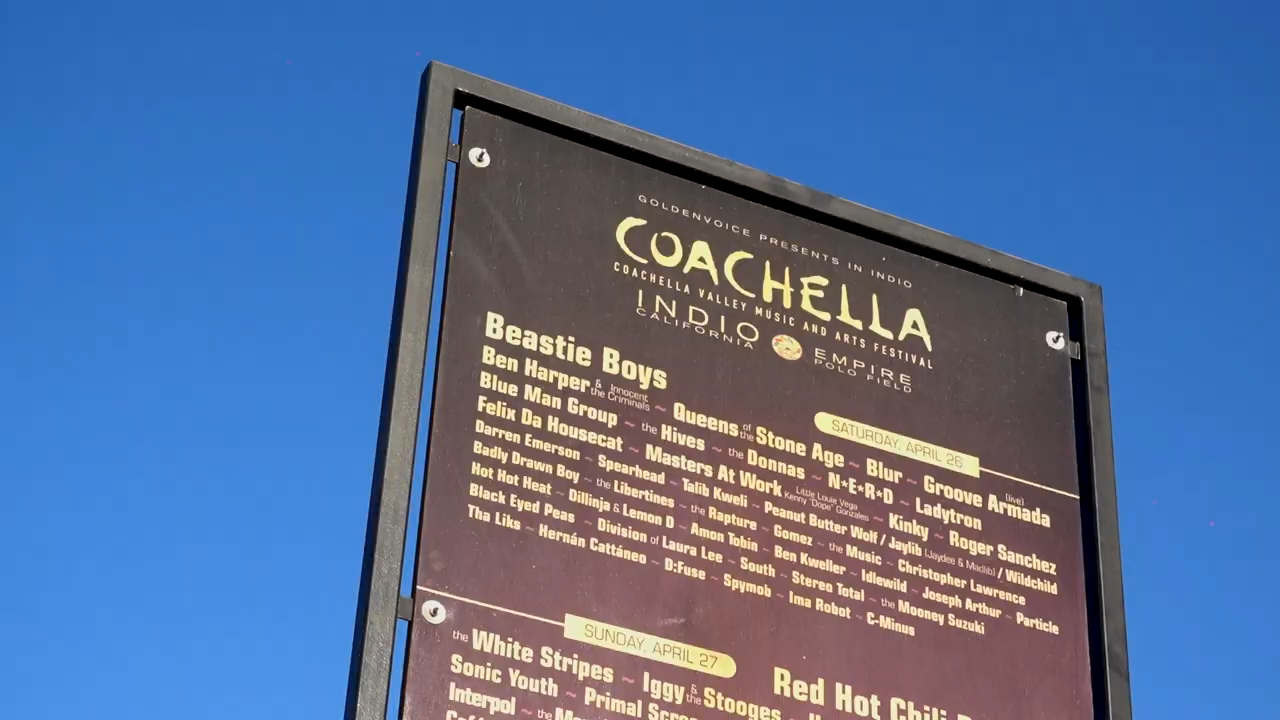 GOLDENVOICE PRESENTS IN INDIO
COACHELLA
COACHELLA VALLEY MUSIC AND ARTS FESTIVAL
INDIO
CALIFORNIA
EMPIRE
POLO FIELD
SATURDAY, APRIL 26
Beastie Boys
Ben Harper & the Innocent Criminals ~ Queens of the Stone Age ~ Blur ~ Groove Armada (live)
Blue Man Group ~ the Hives ~ the Donnas ~ N*E*R*D ~ Ladytron
Felix Da Housecat ~ Masters At Work Little Louie Vega Kenny "Dope" Gonzales ~ Kinky ~ Roger Sanchez
Darren Emerson ~ Spearhead ~ Talib Kweli ~ Peanut Butter Wolf / Jaylib (Jaydee & Madlib) / Wildchild
Badly Drawn Boy ~ the Libertines ~ the Rapture ~ Gomez ~ the Music ~ Christopher Lawrence
Hot Hot Heat ~ Dillinja & Lemon D ~ Amon Tobin ~ Ben Kweller ~ Idlewild ~ Joseph Arthur ~ Particle
Black Eyed Peas ~ Division of Laura Lee ~ South ~ Stereo Total ~ the Mooney Suzuki
Tha Liks ~ Hernán Cattáneo ~ D:Fuse ~ Spymob ~ Ima Robot ~ C-Minus
SUNDAY, APRIL 27
Red Hot Chili
the White Stripes ~ Iggy & the Stooges
Sonic Youth ~ Primal
Interpol ~ the